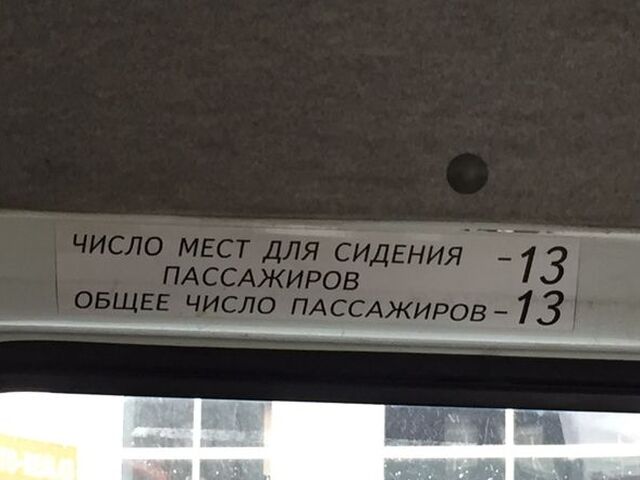 ЧИСЛО МЕСТ ДЛЯ СИДЕНИЯ -13
ПАССАЖИРОВ
ОБЩЕЕ ЧИСЛО ПАССАЖИРОВ-13